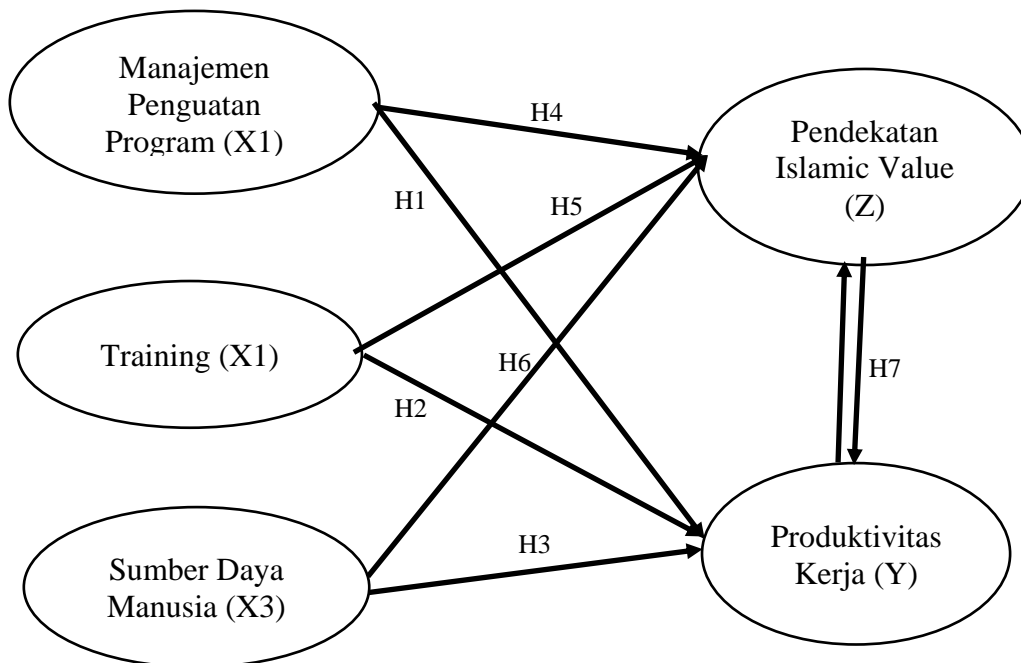 Manajemen
Penguatan
Program (X1)
H4
Pendekatan
Islamic Value
(Z)
H1
H5
Training (X1)
H6
H7
H2
H3
Sumber Daya
Manusia (X3)
Produktivitas
Kerja (Y)